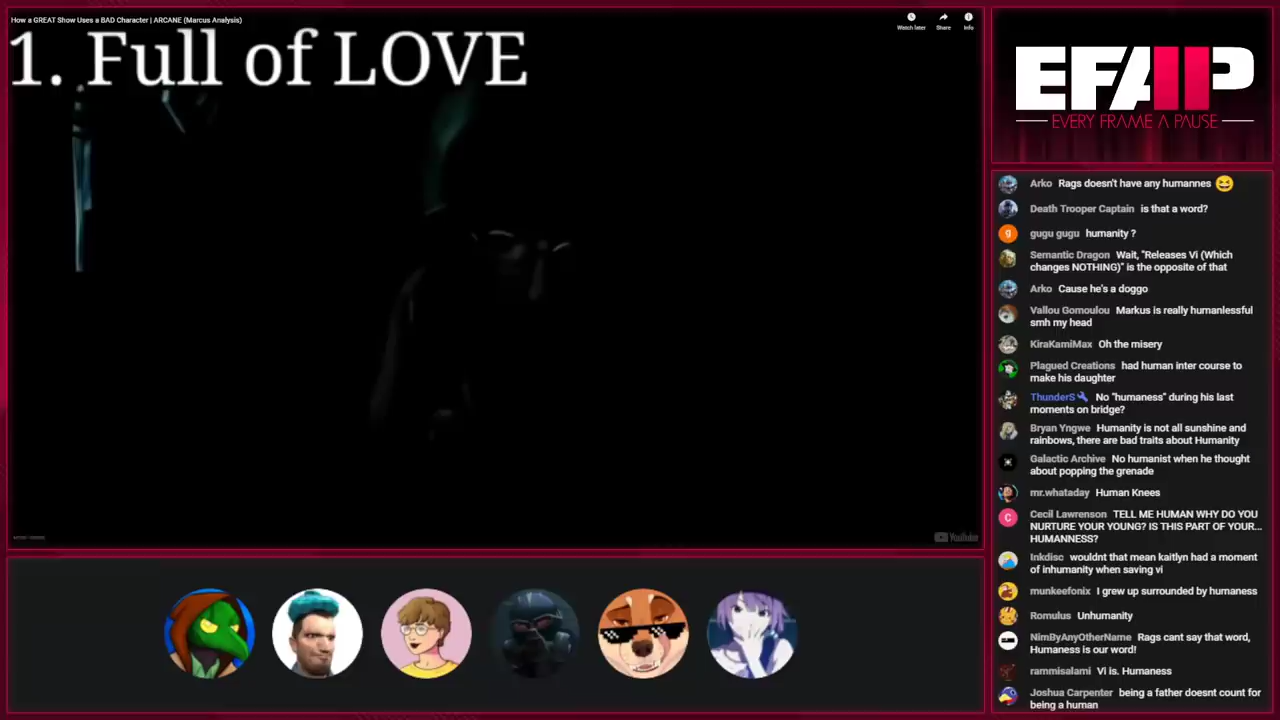 How a GREAT Show Uses a BAD Character | ARCANE (Marcus Analysis)
Watch later
Share
Info
1. Full of LOVE
YouTube
EFAP
EVERY FRAME A PAUSE
Arko Rags doesn't have any humannes
Death Trooper Captain is that a word?
g
gugu gugu humanity ?
Semantic Dragon Wait, "Releases Vi (Which
changes NOTHING)" is the opposite of that
Arko Cause he's a doggo
Vallou Gomoulou Markus is really humanlessful
smh my head
KiraKamiMax Oh the misery
Plagued Creations had human inter course to
make his daughter
ThunderS No "humaness" during his last
moments on bridge?
Bryan Yngwe Humanity is not all sunshine and
rainbows, there are bad traits about Humanity
Galactic Archive No humanist when he thought
about popping the grenade
mr.whataday Human Knees
C
Cecil Lawrenson TELL ME HUMAN WHY DO YOU
NURTURE YOUR YOUNG? IS THIS PART OF YOUR...
HUMANNESS?
Inkdisc wouldnt that mean kaitlyn had a moment
of inhumanity when saving vi
munkeefonix I grew up surrounded by humaness
Romulus Unhumanity
NimByAnyOtherName Rags cant say that word,
Humaness is our word!
rammisalami Vi is. Humaness
Joshua Carpenter being a father doesnt count for
being a human